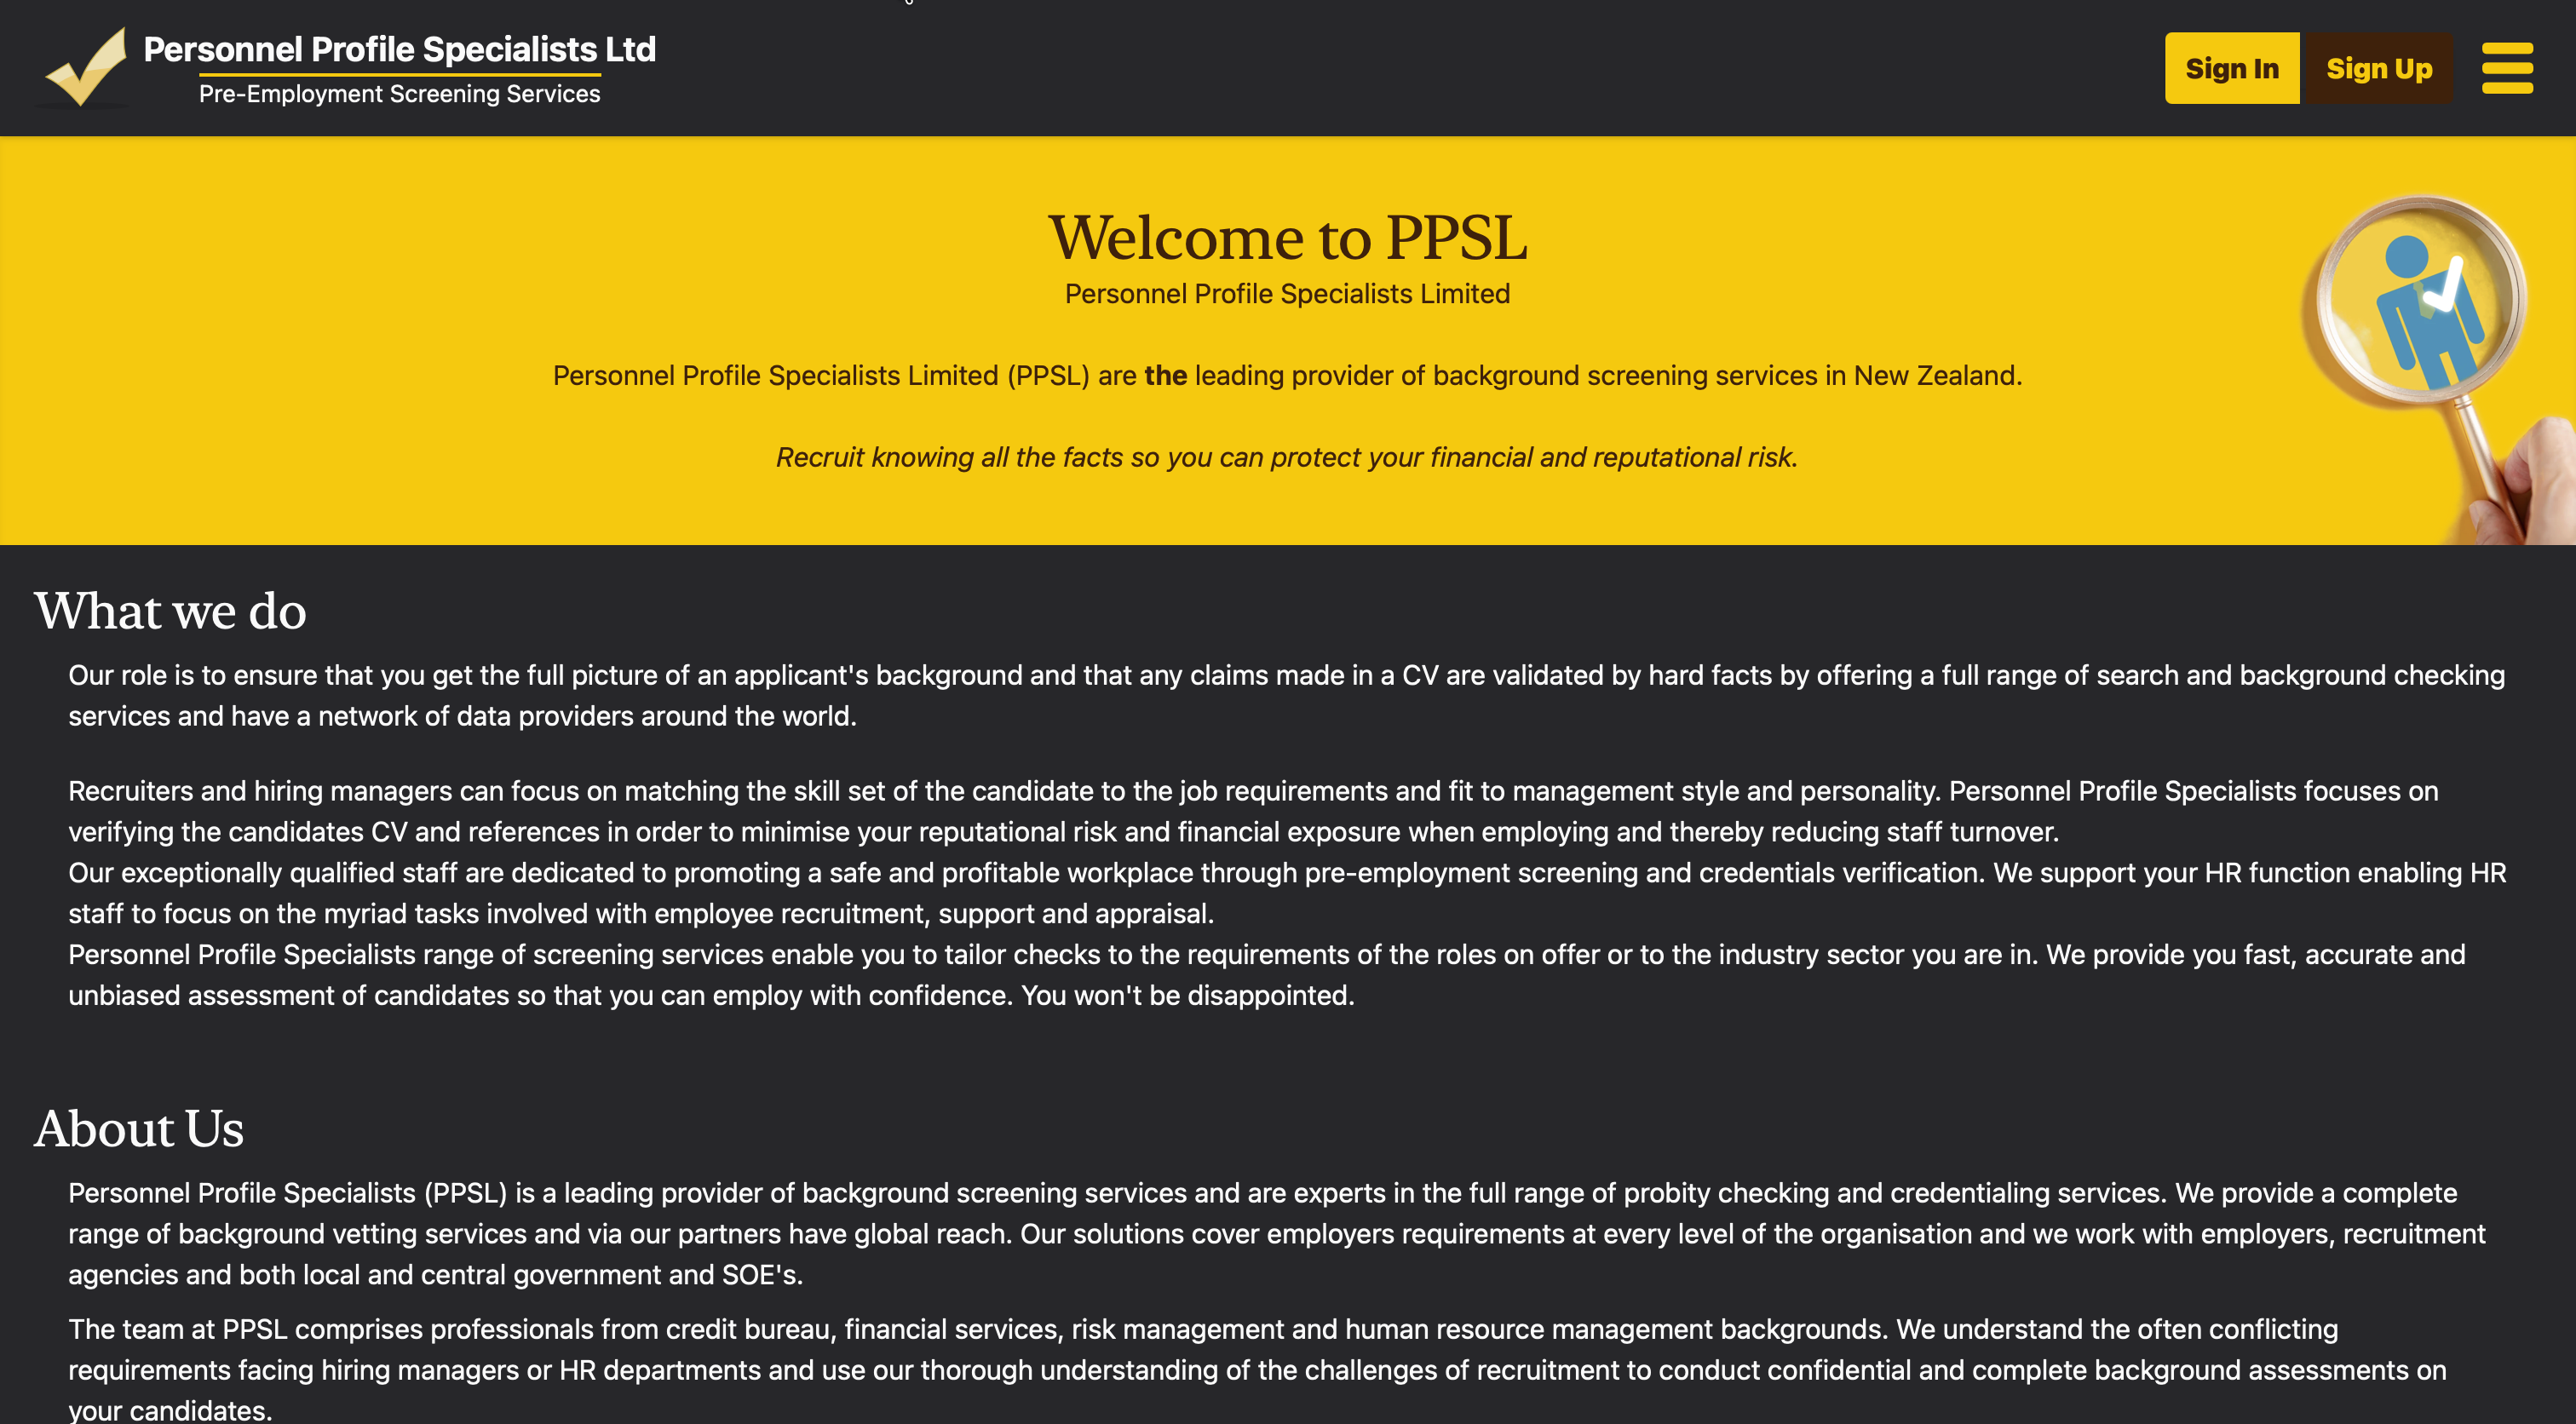 Personnel Profile Specialists Ltd
Pre-Employment Screening Services
Sign In
Sign Up
Welcome to PPSL
Personnel Profile Specialists Limited
Personnel Profile Specialists Limited (PPSL) are the leading provider of background screening services in New Zealand.
Recruit knowing all the facts so you can protect your financial and reputational risk.
What we do
Our role is to ensure that you get the full picture of an applicant's background and that any claims made in a CV are validated by hard facts by offering a full range of search and background checking
services and have a network of data providers around the world.
Recruiters and hiring managers can focus on matching the skill set of the candidate to the job requirements and fit to management style and personality. Personnel Profile Specialists focuses on
verifying the candidates CV and references in order to minimise your reputational risk and financial exposure when employing and thereby reducing staff turnover.
Our exceptionally qualified staff are dedicated to promoting a safe and profitable workplace through pre-employment screening and credentials verification. We support your HR function enabling HR
staff to focus on the myriad tasks involved with employee recruitment, support and appraisal.
Personnel Profile Specialists range of screening services enable you to tailor checks to the requirements of the roles on offer or to the industry sector you are in. We provide you fast, accurate and
unbiased assessment of candidates so that you can employ with confidence. You won't be disappointed.
About Us
Personnel Profile Specialists (PPSL) is a leading provider of background screening services and are experts in the full range of probity checking and credentialing services. We provide a complete
range of background vetting services and via our partners have global reach. Our solutions cover employers requirements at every level of the organisation and we work with employers, recruitment
agencies and both local and central government and SOE's.
The team at PPSL comprises professionals from credit bureau, financial services, risk management and human resource management backgrounds. We understand the often conflicting
requirements facing hiring managers or HR departments and use our thorough understanding of the challenges of recruitment to conduct confidential and complete background assessments on
your candidates.